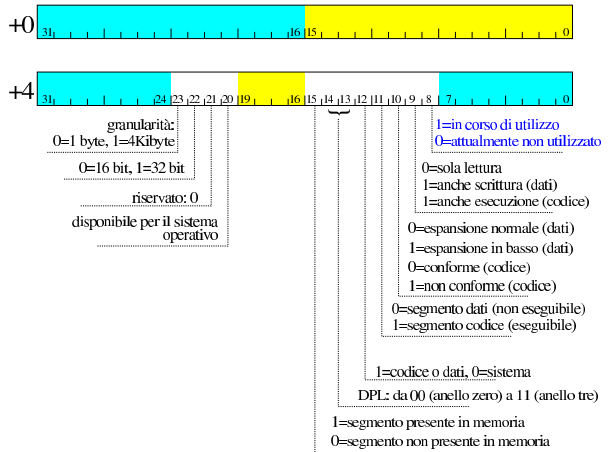 +0
31 16 15 0
+4
31 24 23 22 21 20 19 16 15 14 13 12 11 10 9 8 7 0
granularità:
0=1 byte, 1=4Kibyte
0=16 bit, 1=32 bit
riservato: 0
disponibile per il sistema
operativo
1=in corso di utilizzo
0=attualmente non utilizzato
0=sola lettura
1=anche scrittura (dati)
1=anche esecuzione (codice)
0=espansione normale (dati)
1=espansione in basso (dati)
0=conforme (codice)
1=non conforme (codice)
0=segmento dati (non eseguibile)
1=segmento codice (eseguibile)
1=codice o dati, 0=sistema
DPL: da 00 (anello zero) a 11 (anello tre)
1=segmento presente in memoria
0=segmento non presente in memoria